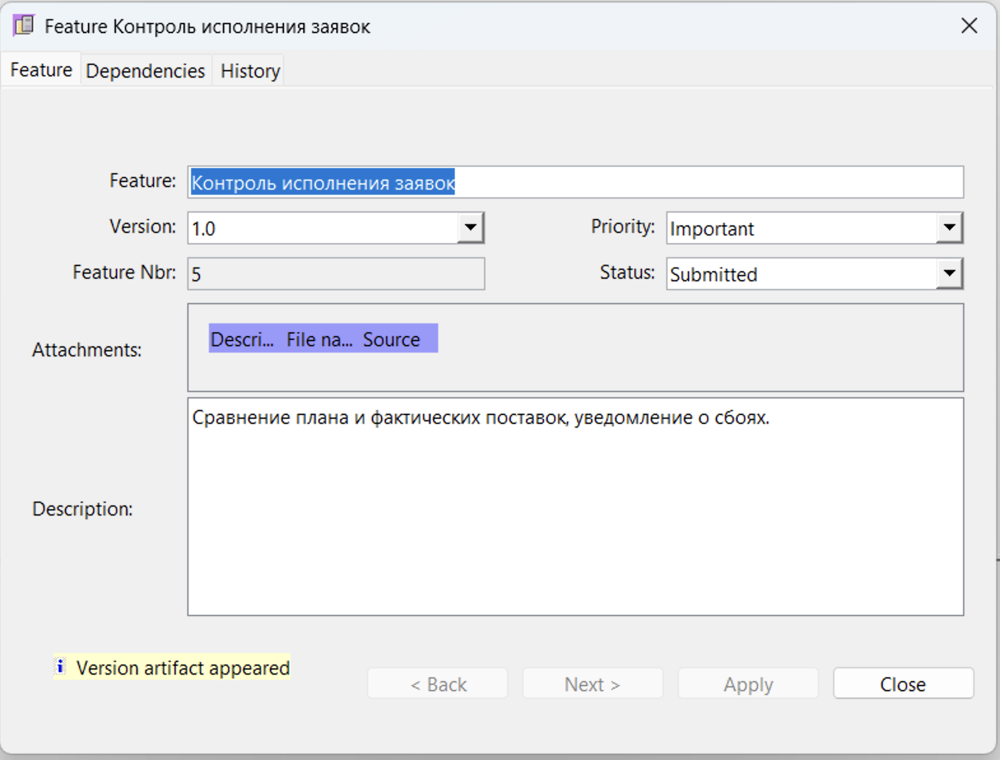 Feature Контроль исполнения заявок
Feature Dependencies History
Feature: Контроль исполнения заявок
Version: 1.0 Priority: Important
Feature Nbr: 5 Status: Submitted
Attachments: Descri... File na... Source
Сравнение плана и фактических поставок, уведомление о сбоях.
Description:
i Version artifact appeared
< Back Next > Apply Close